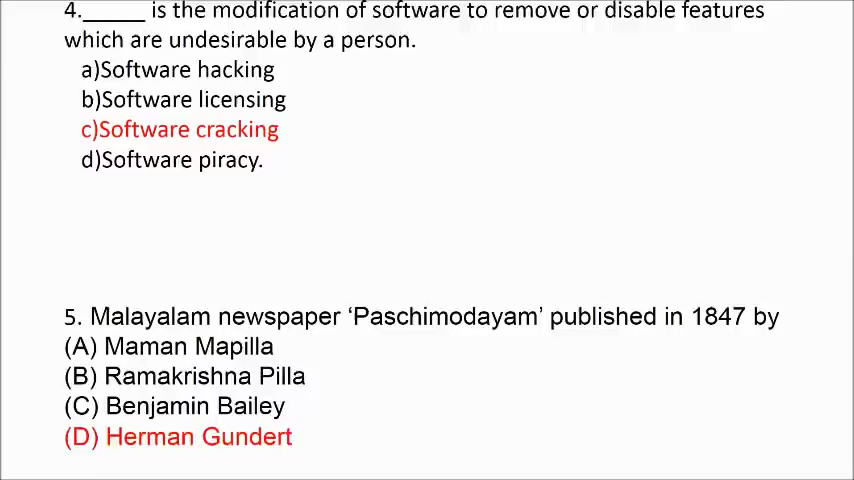 4._____ is the modification of software to remove or disable features
which are undesirable by a person.
a)Software hacking
b)Software licensing
c)Software cracking
d)Software piracy.
5. Malayalam newspaper ‘Paschimodayam’ published in 1847 by
(A) Maman Mapilla
(B) Ramakrishna Pilla
(C) Benjamin Bailey
(D) Herman Gundert